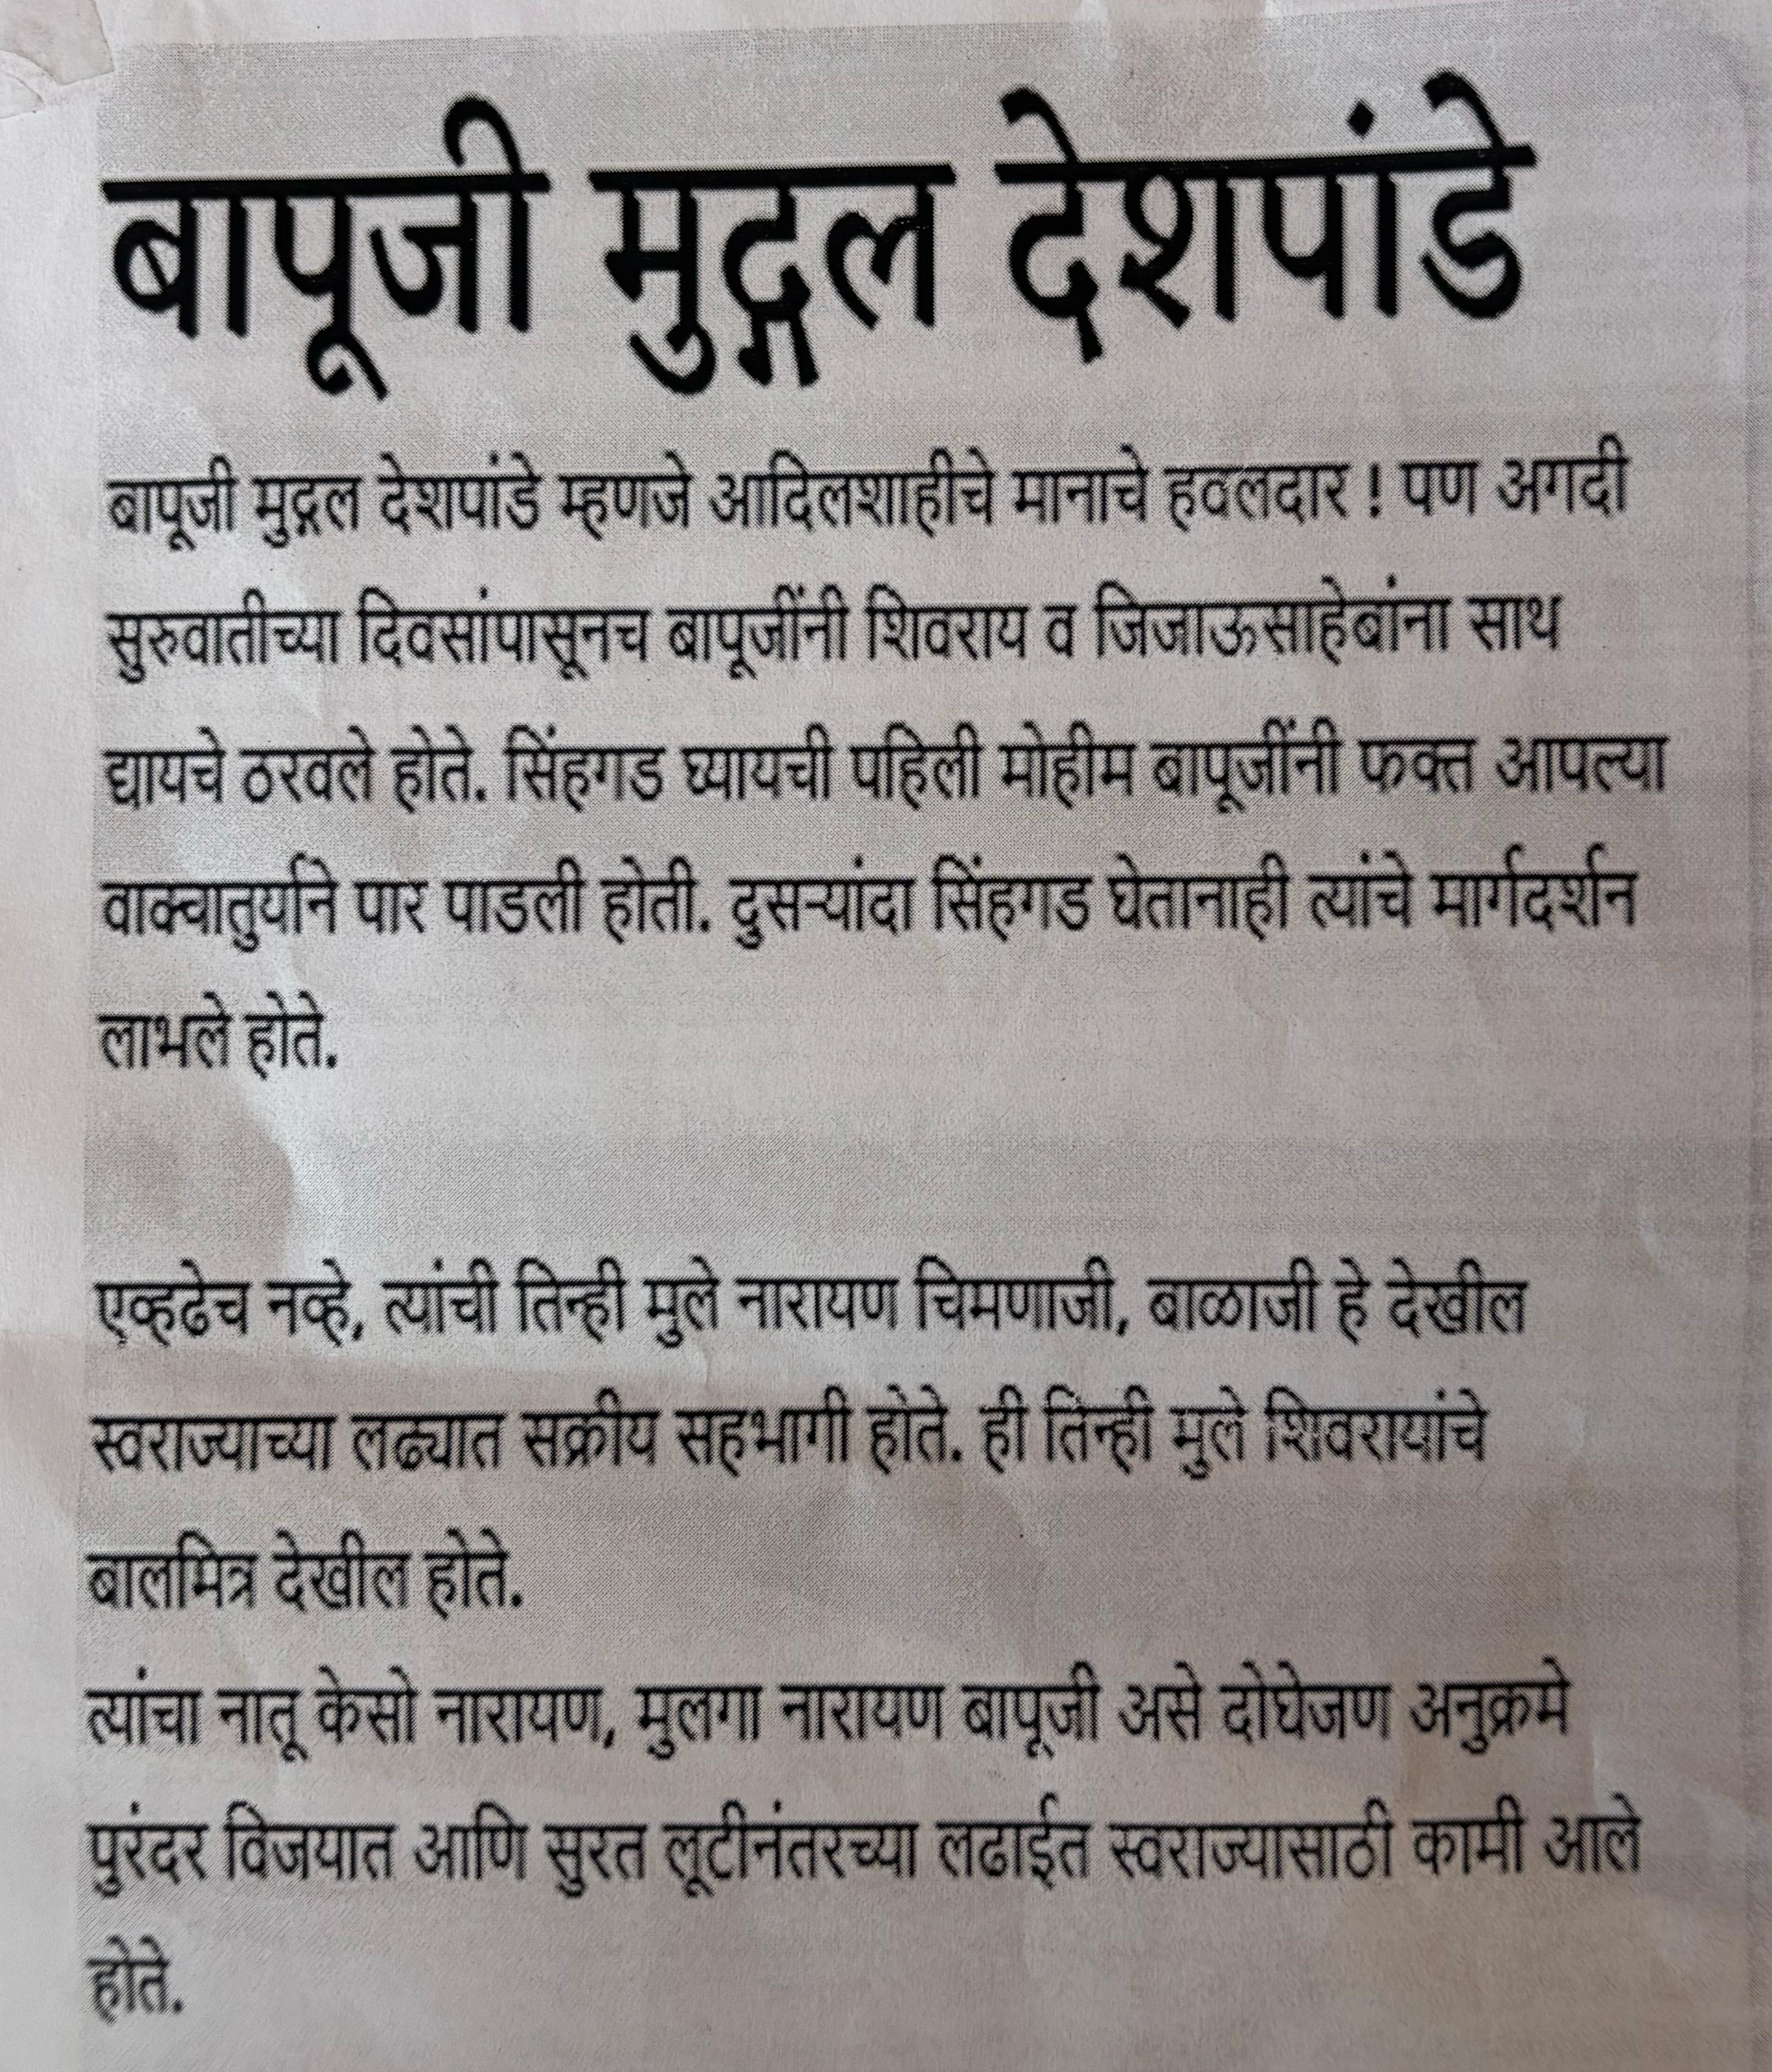 बापूजी मुद्गल देशपांडे
बापूजी मुद्गल देशपांडे म्हणजे आदिलशाहीचे मानाचे हवलदार ! पण अगदी
सुरुवातीच्या दिवसांपासूनच बापूजींनी शिवराय व जिजाऊसाहेबांना साथ
द्यायचे ठरवले होते. सिंहगड घ्यायची पहिली मोहीम बापूजींनी फक्त आपल्या
वाक्चातुर्याने पार पाडली होती. दुसऱ्यांदा सिंहगड घेतानाही त्यांचे मार्गदर्शन
लाभले होते.
एव्हढेच नव्हे, त्यांची तिन्ही मुले नारायण चिमणाजी, बाळाजी हे देखील
स्वराज्याच्या लढ्यात सक्रीय सहभागी होते. ही तिन्ही मुले शिवरायांचे
बालमित्र देखील होते.
त्यांचा नातू केसो नारायण, मुलगा नारायण बापूजी असे दोघेजण अनुक्रमे
पुरंदर विजयात आणि सुरत लूटीनंतरच्या लढाईत स्वराज्यासाठी कामी आले
होते.